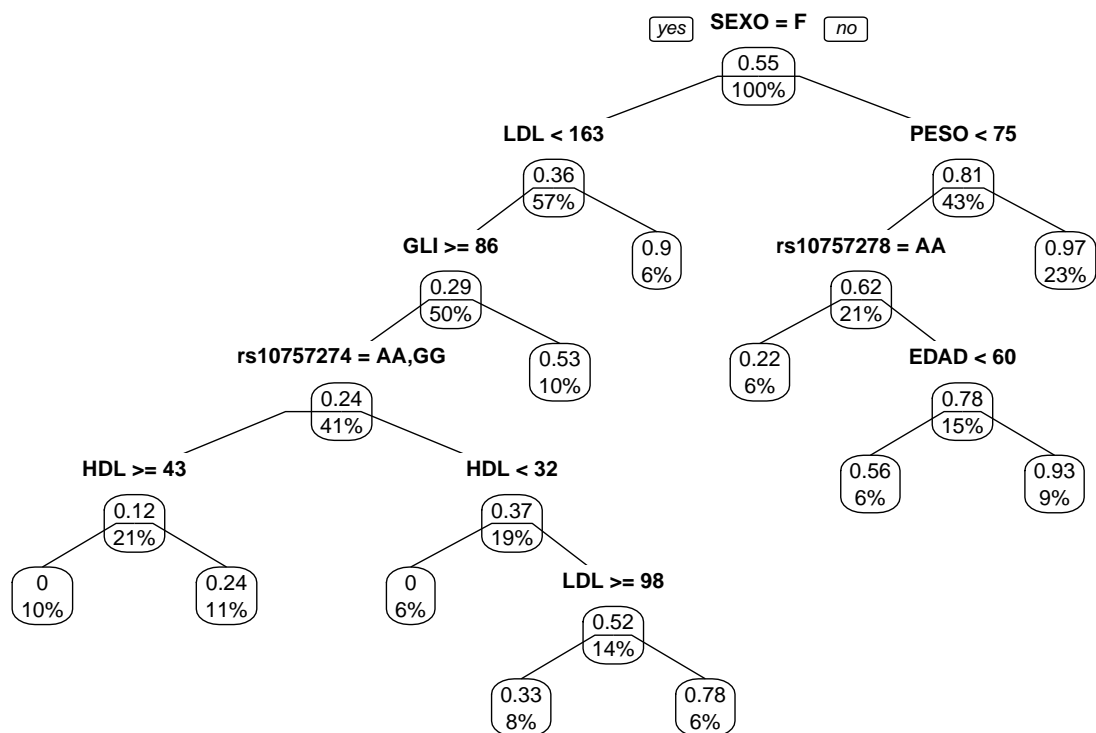 yes SEXO = F no
0.55
100%
LDL < 163 PESO < 75
0.36 0.81
57% 43%
GLI >= 86 0.9 rs10757278 = AA 0.97
6% 23%
0.29 0.62
50% 21%
rs10757274 = AA,GG 0.53 0.22 EDAD < 60
10% 6%
0.24 0.78
41% 15%
HDL >= 43 HDL < 32 0.56 0.93
6% 9%
0.12 0.37
21% 19%
0 0.24 0 LDL >= 98
10% 11% 6%
0.52
14%
0.33 0.78
8% 6%